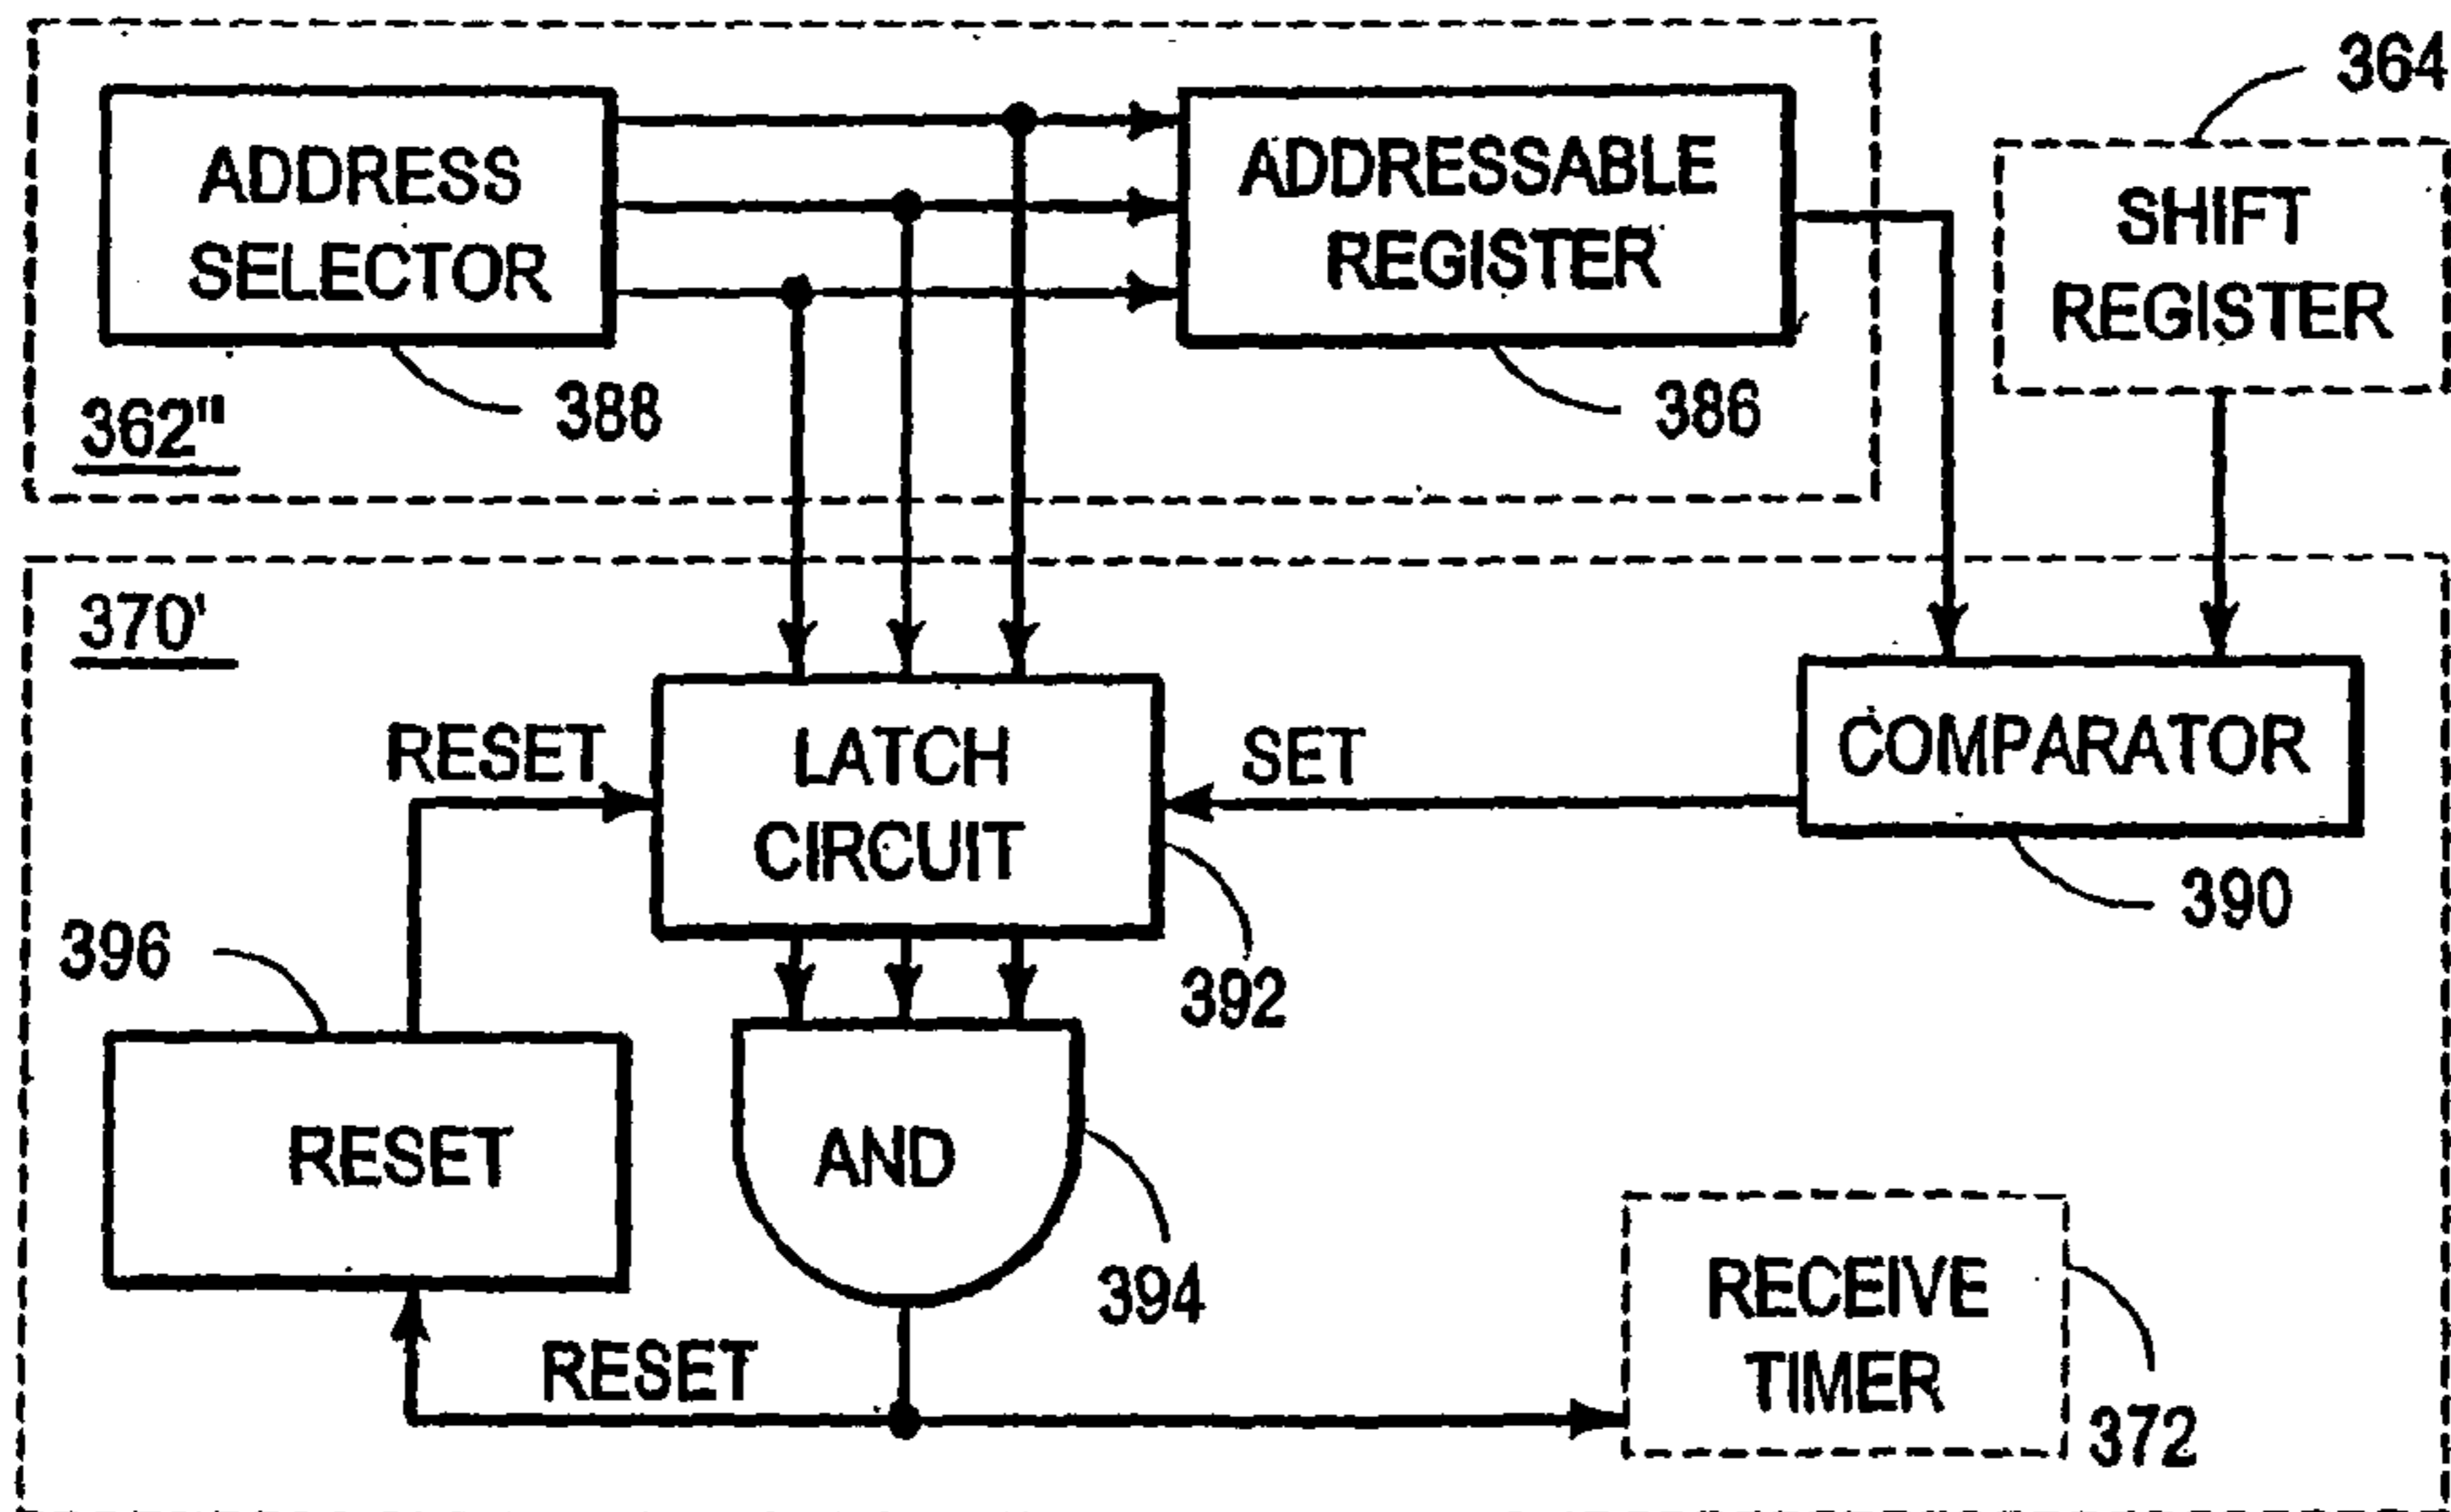 364
ADDRESS
SELECTOR
ADDRESSABLE
REGISTER
SHIFT
REGISTER
388
386
362"
370'
RESET
LATCH
CIRCUIT
SET
COMPARATOR
390
396
392
RESET
AND
394
RESET
RECEIVE
TIMER
372